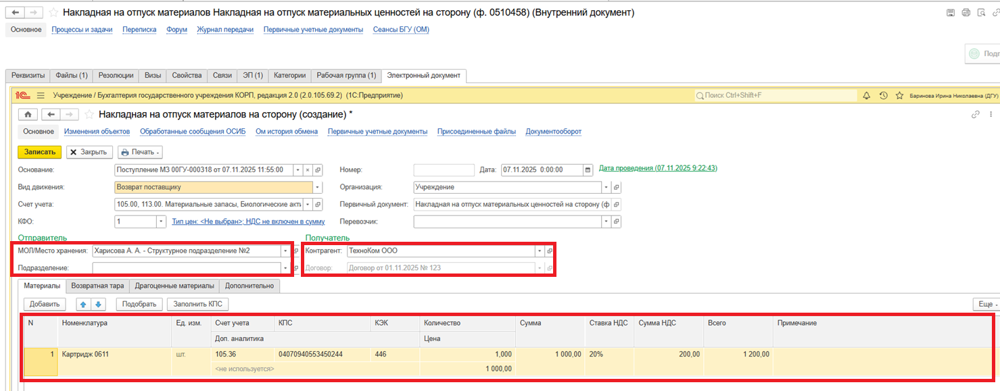 Накладная на отпуск материалов Накладная на отпуск материальных ценностей на сторону (ф. 0510458) (Внутренний документ)
Основное Процессы и задачи Переписка Форум Журнал передачи Первичные учетные документы Сеансы БГУ (ОМ)
Реквизиты Файлы (1) Резолюции Визы Свойства Связи ЭП (1) Категории Рабочая группа (1) Электронный документ
1С Учреждение / Бухгалтерия государственного учреждения КОРП, редакция 2.0 (2.0.105.69.2) (1С:Предприятие) Поиск Ctrl+Shift+F Баринова Ирина Николаевна (ДГУ)
Накладная на отпуск материалов на сторону (создание) *
Основное Изменения объектов Обработанные сообщения ОСИБ Ом история обмена Первичные учетные документы Присоединенные файлы Документооборот
Записать Закрыть Печать
Основание: Поступление МЗ 00ГУ-000318 от 07.11.2025 11:55:00 Номер: Дата: 07.11.2025 0:00:00 Дата проведения (07.11.2025 9:22:43)
Вид движения: Возврат поставщику Организация: Учреждение
Счет учета: 105.00, 113.00. Материальные запасы, Биологические акти Первичный документ: Накладная на отпуск материальных ценностей на сторону (ф
КФО: 1 Тип цен: <Не выбран>; НДС не включен в сумму Перевозчик:
Отправитель Получатель
МОЛ/Место хранения: Харисова А. А. - Структурное подразделение №2 Контрагент: ТехноКом ООО
Подразделение: Договор: Договор от 01.11.2025 № 123
Материалы Возвратная тара Драгоценные материалы Дополнительно
Добавить Подобрать Заполнить КПС Еще
N Номенклатура Ед. изм. Счет учета КПС КЭК Количество Сумма Ставка НДС Сумма НДС Всего Примечание
Доп. аналитика Цена
1 Картридж 0611 шт. 105.36 04070940553450244 446 1,000 1 000,00 20% 200,00 1 200,00
<не используется> 1 000,00